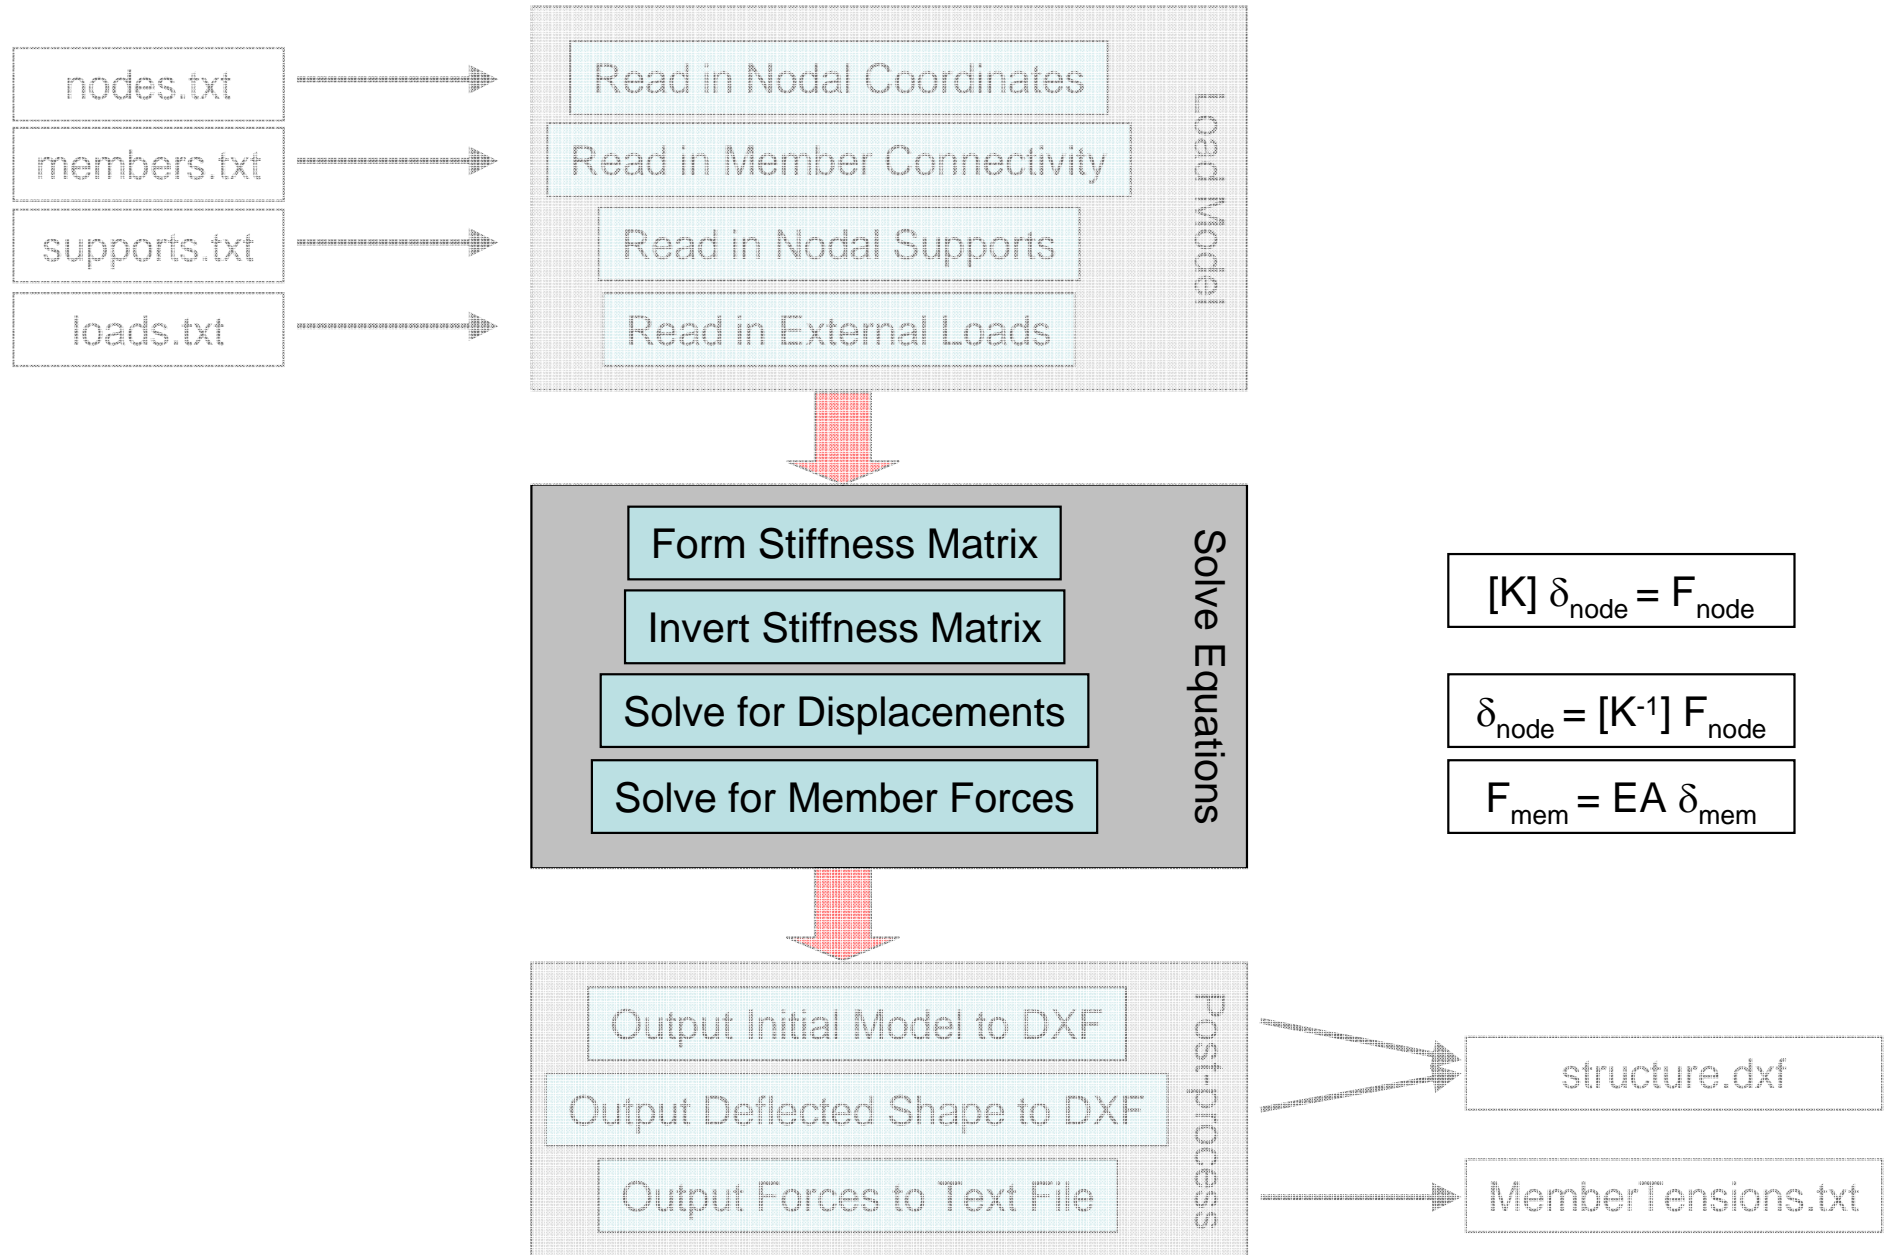 nodes.txt
members.txt
supports.txt
loads.txt
Read in Nodal Coordinates
Read in Member Connectivity
Read in Nodal Supports
Read in External Loads
Load Model
Form Stiffness Matrix
Invert Stiffness Matrix
Solve for Displacements
Solve for Member Forces
Solve Equations
[K] δnode = Fnode
δnode = [K-1] Fnode
Fmem = EA δmem
Output Initial Model to DXF
Output Deflected Shape to DXF
Output Forces to Text File
Post-process
structure.dxf
MemberTensions.txt